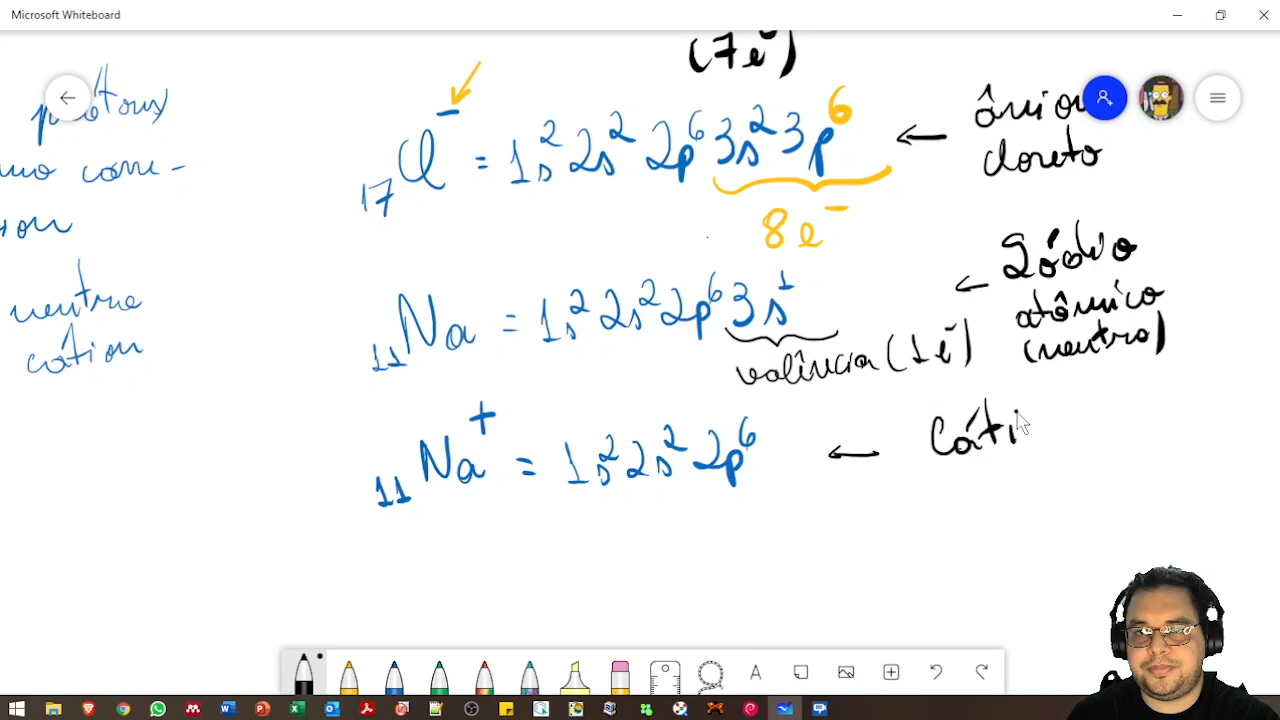 Microsoft Whiteboard
(7e⁻)
17Cl⁻ = 1s² 2s² 2p⁶ 3s² 3p⁶ ← ânion
cloreto
8e⁻
11Na = 1s² 2s² 2p⁶ 3s¹ ← Sódio
atômico
(neutro)
valência (1e⁻)
11Na⁺ = 1s² 2s² 2p⁶ ← Cáti
neutro
cátion